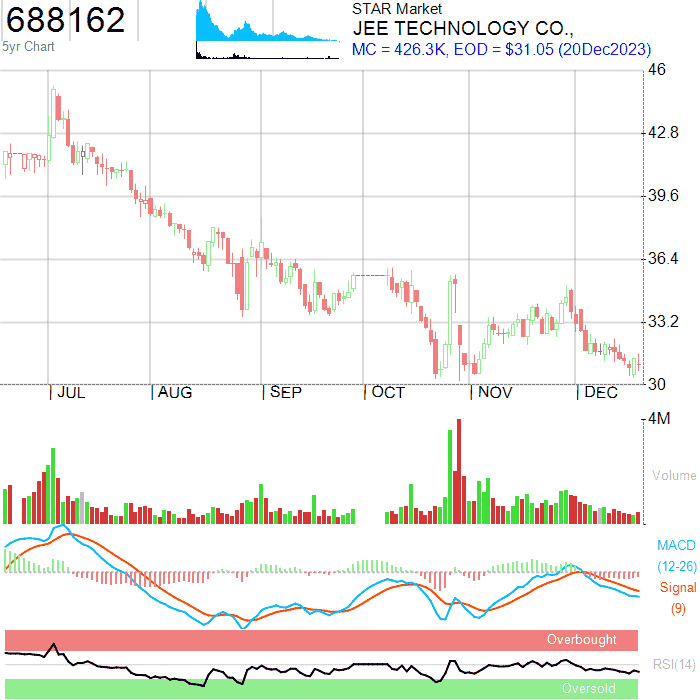 688162
5yr Chart
STAR Market
JEE TECHNOLOGY CO.,
MC = 426.3K, EOD = $31.05 (20Dec2023)
46
42.8
39.6
36.4
33.2
30
JUL
AUG
SEP
OCT
NOV
DEC
4M
Volume
MACD
(12-26)
Signal
(9)
Overbought
RSI(14)
Oversold